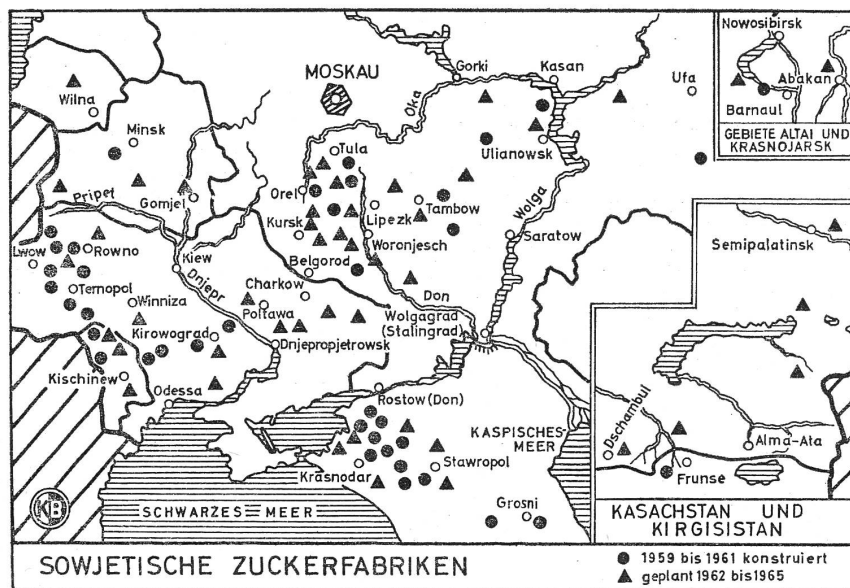 Nowosibirsk
Abakan
Barnaul
GEBIETE ALTAI UND
KRASNOJARSK
MOSKAU
Gorki
Kasan
Ufa
Wilna
Minsk
Oka
Tula
Ulianowsk
Orel
Pripet
Gomjel
Lipezk
Tambow
Wolga
Kursk
Woronjesch
Saratow
Lwow
Rowno
Kiew
Belgorod
Semipalatinsk
Dnjepr
Charkow
Don
Ternopol
Winniza
Poltawa
Wolgagrad
(Stalingrad)
Kirowograd
Dnjepropjetrowsk
Kischinew
Odessa
Rostow (Don)
KASPISCHES
MEER
Dschambul
Alma-Ata
Krasnodar
Stawropol
Frunse
Grosni
KB
SCHWARZES MEER
KASACHSTAN UND
KIRGISISTAN
SOWJETISCHE ZUCKERFABRIKEN
1959 bis 1961 konstruiert
geplant 1962 bis 1965